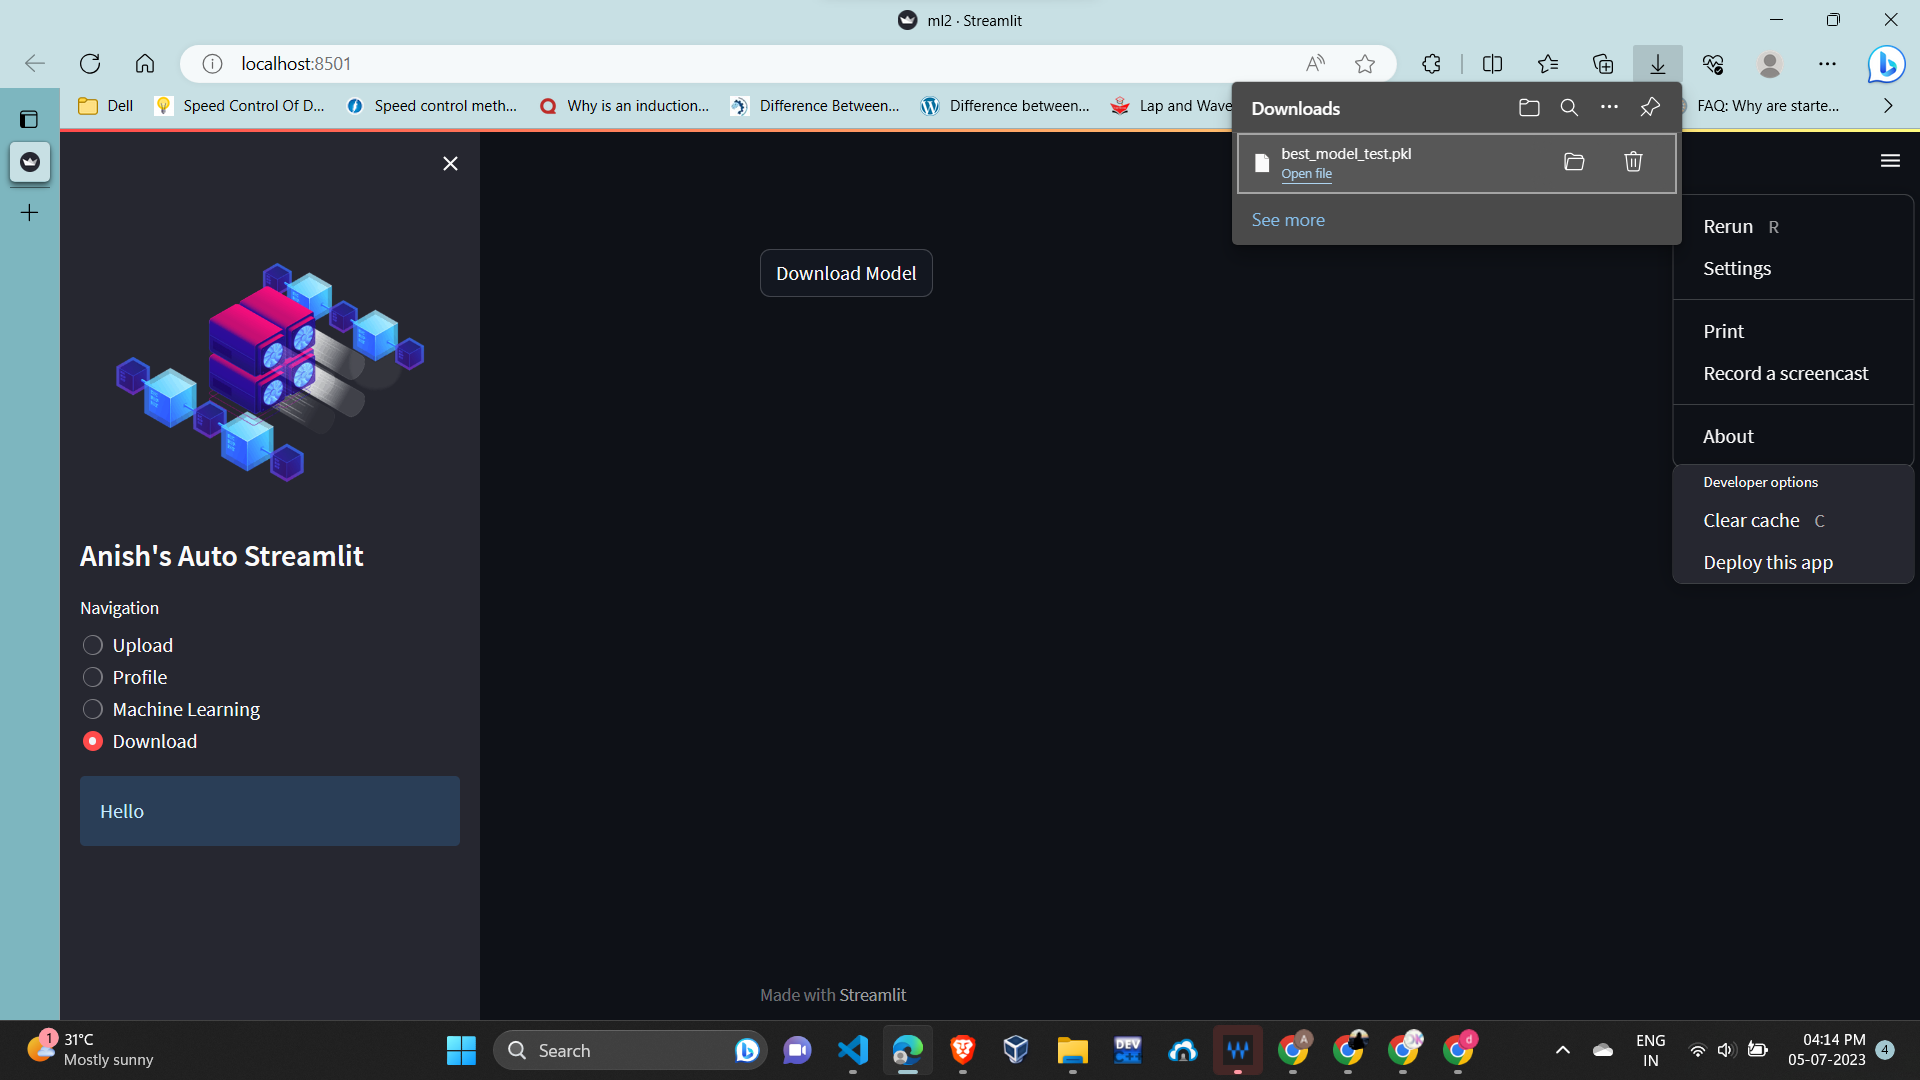 ml2 · Streamlit
localhost:8501
Dell
Speed Control Of D...
Speed control meth...
Why is an induction...
Difference Between...
Difference between...
Lap and Wave
FAQ: Why are starte...
Downloads
best_model_test.pkl
Open file
See more
Download Model
Rerun R
Settings
Print
Record a screencast
About
Developer options
Clear cache C
Deploy this app
Anish's Auto Streamlit
Navigation
Upload
Profile
Machine Learning
Download
Hello
Made with Streamlit
1
31°C
Mostly sunny
Search
DEV
C++
A
d
ENG
IN
04:14 PM
05-07-2023
4